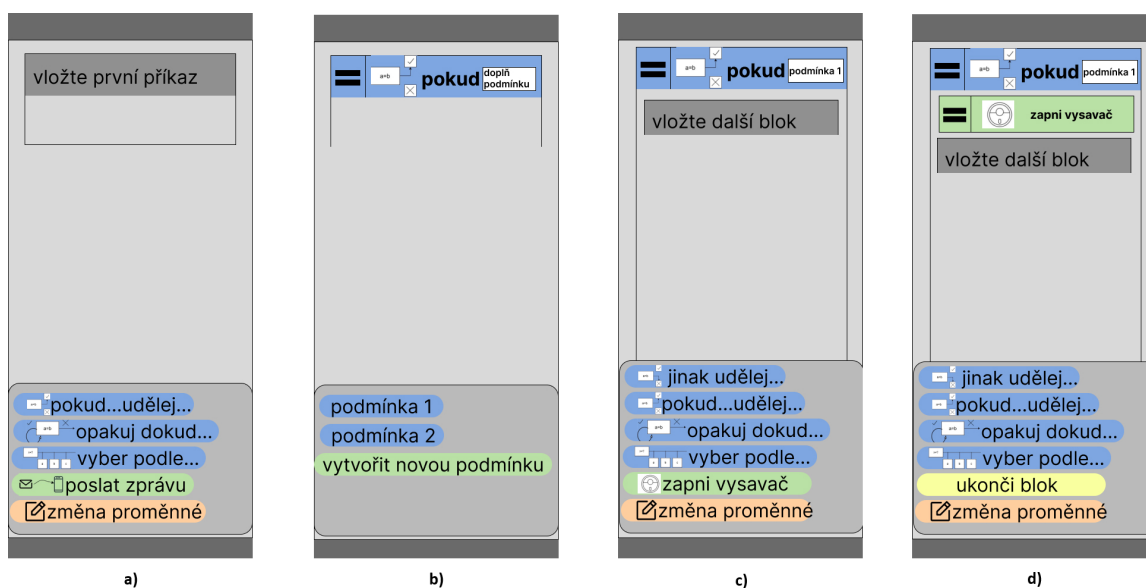 vložte první příkaz
pokud...udělej...
opakuj dokud...
vyber podle...
poslat zprávu
změna proměnné
a)
a=b
pokud
doplň
podmínku
podmínka 1
podmínka 2
vytvořit novou podmínku
b)
a=b
pokud
podmínka 1
vložte další blok
jinak udělej...
pokud...udělej...
opakuj dokud...
vyber podle...
zapni vysavač
změna proměnné
c)
a=b
pokud
podmínka 1
zapni vysavač
vložte další blok
jinak udělej...
pokud...udělej...
opakuj dokud...
vyber podle...
ukonči blok
změna proměnné
d)